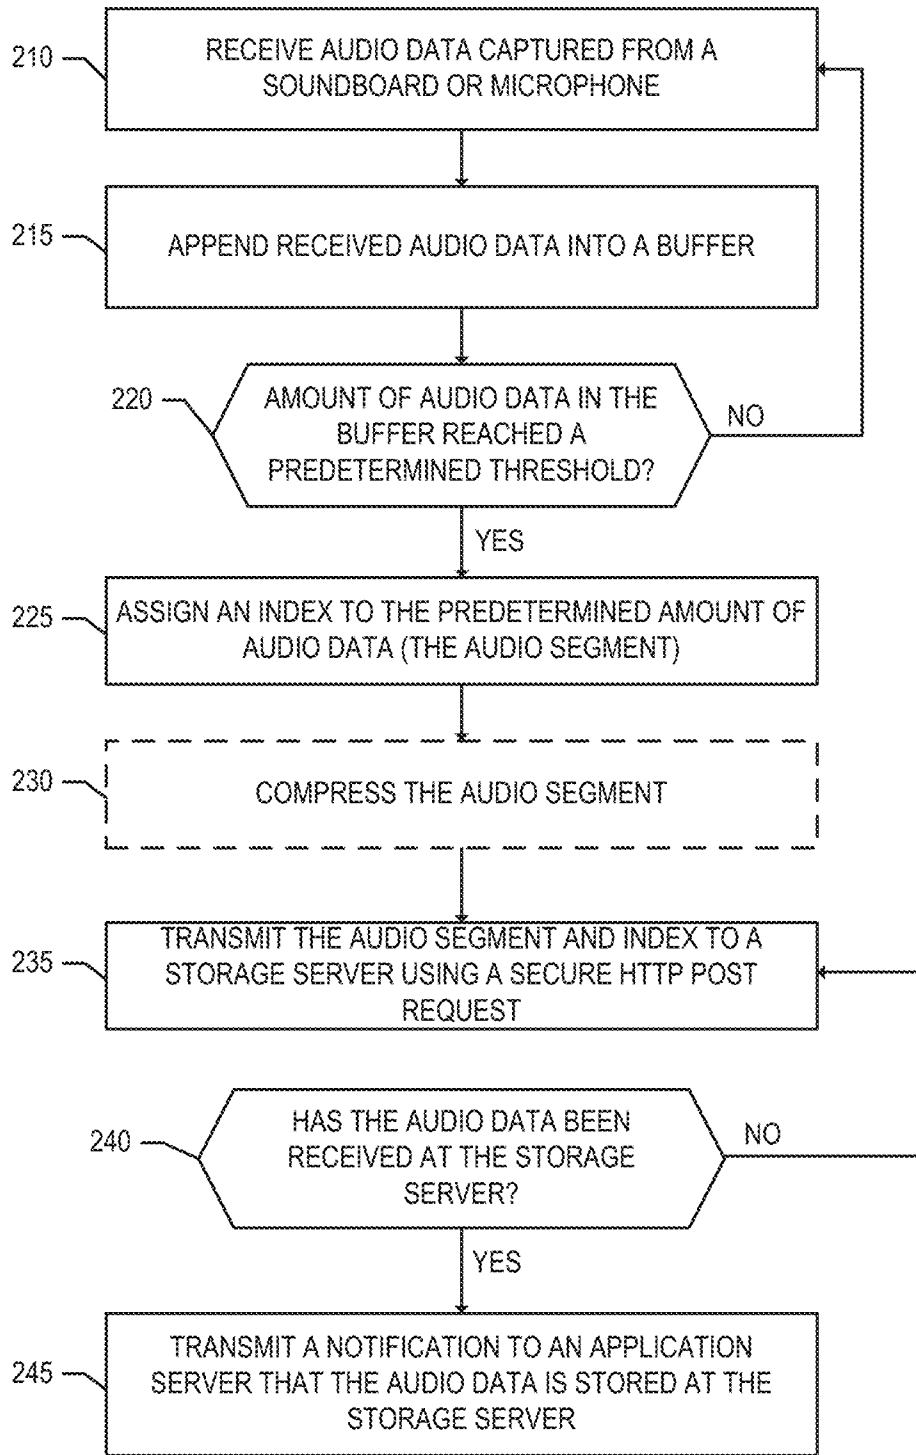 210
RECEIVE AUDIO DATA CAPTURED FROM A
SOUNDBOARD OR MICROPHONE
215
APPEND RECEIVED AUDIO DATA INTO A BUFFER
220
AMOUNT OF AUDIO DATA IN THE
BUFFER REACHED A
PREDETERMINED THRESHOLD?
NO
YES
225
ASSIGN AN INDEX TO THE PREDETERMINED AMOUNT OF
AUDIO DATA (THE AUDIO SEGMENT)
230
COMPRESS THE AUDIO SEGMENT
235
TRANSMIT THE AUDIO SEGMENT AND INDEX TO A
STORAGE SERVER USING A SECURE HTTP POST
REQUEST
240
HAS THE AUDIO DATA BEEN
RECEIVED AT THE STORAGE
SERVER?
NO
YES
245
TRANSMIT A NOTIFICATION TO AN APPLICATION
SERVER THAT THE AUDIO DATA IS STORED AT THE
STORAGE SERVER